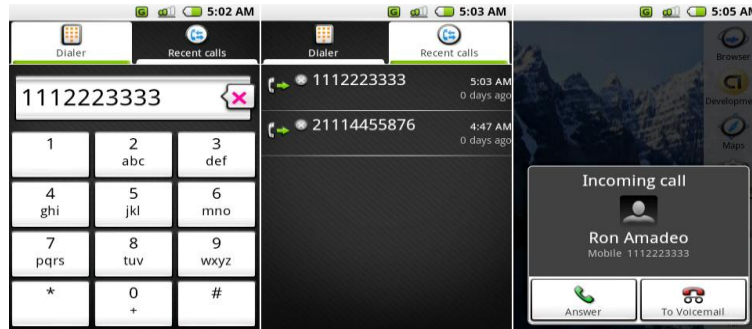 5:02 AM
Dialer
Recent calls
1112223333
1
2
abc
3
def
4
ghi
5
jkl
6
mno
7
pqrs
8
tuv
9
wxyz
*
0
+
#
5:03 AM
Dialer
Recent calls
1112223333 5:03 AM
0 days ago
21114455876 4:47 AM
0 days ago
5:05 AM
Browser
Developme
Maps
Incoming call
Ron Amadeo
Mobile 1112223333
Answer
To Voicemail